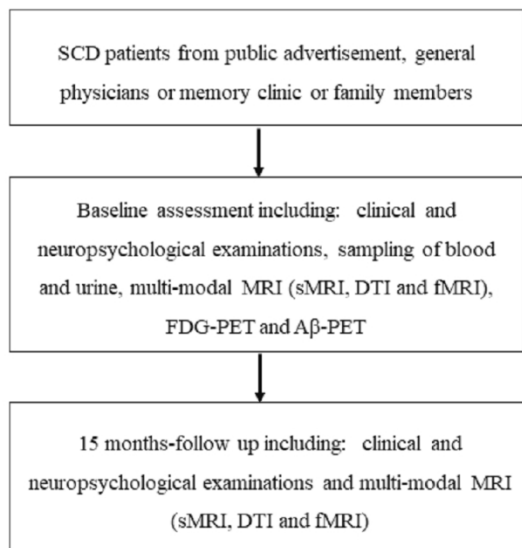 SCD patients from public advertisement, general
physicians or memory clinic or family members
Baseline assessment including: clinical and
neuropsychological examinations, sampling of blood
and urine, multi-modal MRI (sMRI, DTI and fMRI),
FDG-PET and Aβ-PET
15 months-follow up including: clinical and
neuropsychological examinations and multi-modal MRI
(sMRI, DTI and fMRI)